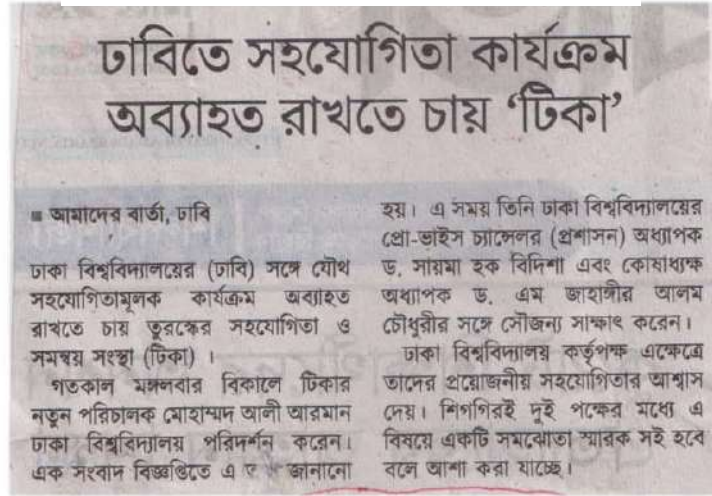 ঢাবিতে সহযোগিতা কার্যক্রম
অব্যাহত রাখতে চায় ‘টিকা’
■ আমাদের বার্তা, ঢাবি
ঢাকা বিশ্ববিদ্যালয়ের (ঢাবি) সঙ্গে যৌথ
সহযোগিতামূলক কার্যক্রম অব্যাহত
রাখতে চায় তুরস্কের সহযোগিতা ও
সমন্বয় সংস্থা (টিকা) ।
গতকাল মঙ্গলবার বিকালে টিকার
নতুন পরিচালক মোহাম্মদ আলী আরমান
ঢাকা বিশ্ববিদ্যালয় পরিদর্শন করেন।
এক সংবাদ বিজ্ঞপ্তিতে এ জানানো
হয়। এ সময় তিনি ঢাকা বিশ্ববিদ্যালয়ের
প্রো-ভাইস চ্যান্সেলর (প্রশাসন) অধ্যাপক
ড. সায়মা হক বিদিশা এবং কোষাধ্যক্ষ
অধ্যাপক ড. এম জাহাঙ্গীর আলম
চৌধুরীর সঙ্গে সৌজন্য সাক্ষাৎ করেন।
ঢাকা বিশ্ববিদ্যালয় কর্তৃপক্ষ এক্ষেত্রে
তাদের প্রয়োজনীয় সহযোগিতার আশ্বাস
দেয়। শিগগিরই দুই পক্ষের মধ্যে এ
বিষয়ে একটি সমঝোতা স্মারক সই হবে
বলে আশা করা যাচ্ছে।